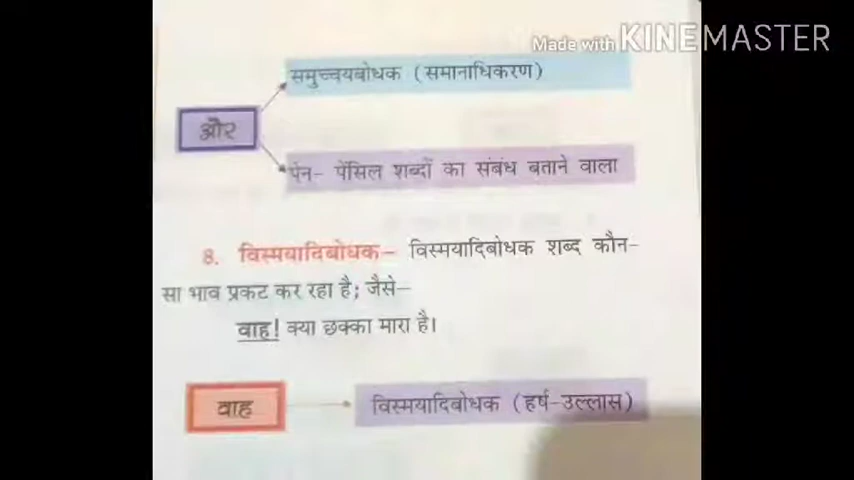 Made with KINEMASTER
समुच्चयबोधक (समानाधिकरण)
और
पेन- पेंसिल शब्दों का संबंध बताने वाला
8. विस्मयादिबोधक- विस्मयादिबोधक शब्द कौन-
सा भाव प्रकट कर रहा है; जैसे-
वाह! क्या छक्का मारा है।
वाह
विस्मयादिबोधक (हर्ष-उल्लास)